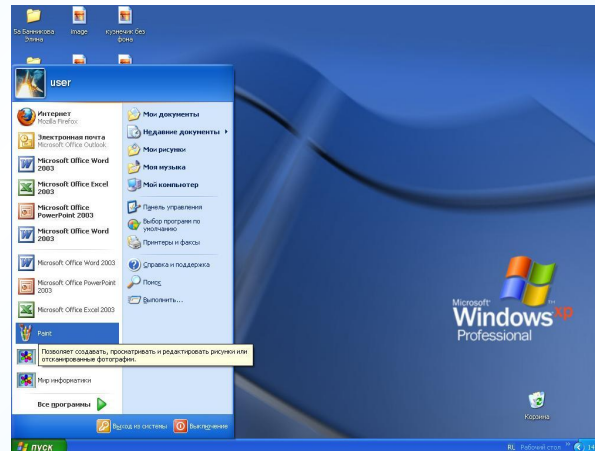 5а Банникова
Элина
image
кузнечик без
фона
user
Интернет
Mozilla Firefox
Электронная почта
Microsoft Office Outlook
Microsoft Office Word
2003
Microsoft Office Excel
2003
Microsoft Office
PowerPoint 2003
Microsoft Office Word
2003
Microsoft Office Word 2003
Microsoft Office PowerPoint
2003
Microsoft Office Excel 2003
Paint
Позволяет создавать, просматривать и редактировать рисунки или
отсканированные фотографии.
Мир информатики
Все программы
Мои документы
Недавние документы
Мои рисунки
Моя музыка
Мой компьютер
Панель управления
Выбор программ по
умолчанию
Принтеры и факсы
Справка и поддержка
Поиск
Выполнить...
Выход из системы
Выключение
Microsoft
Windows xp
Professional
Корзина
пуск
RU
Рабочий стол
14